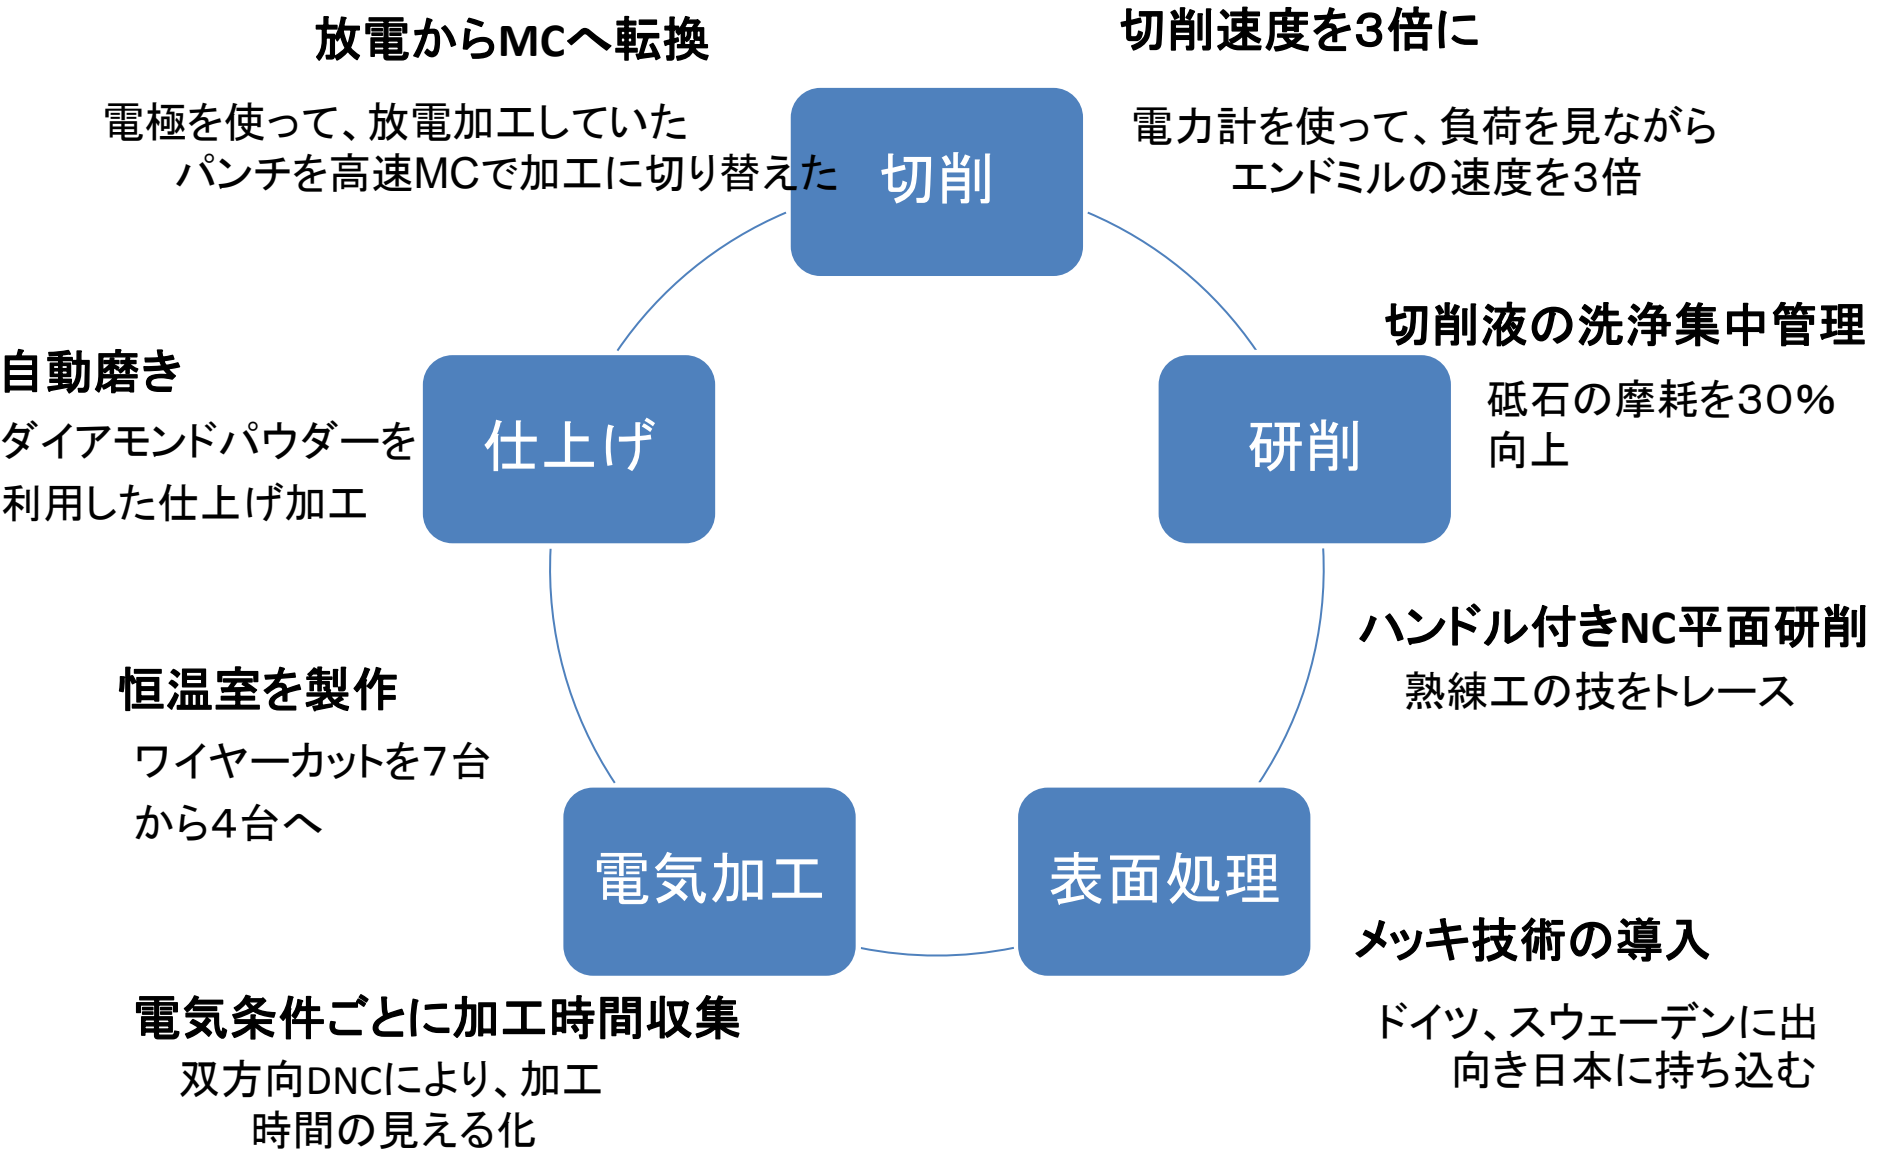 放電からMCへ転換
電極を使って、放電加工していた
パンチを高速MCで加工に切り替えた
切削速度を３倍に
電力計を使って、負荷を見ながら
エンドミルの速度を３倍
切削
切削液の洗浄集中管理
砥石の摩耗を３０％
向上
研削
ハンドル付きNC平面研削
熟練工の技をトレース
表面処理
メッキ技術の導入
ドイツ、スウェーデンに出
向き日本に持ち込む
電気加工
電気条件ごとに加工時間収集
双方向DNCにより、加工
時間の見える化
恒温室を製作
ワイヤーカットを７台
から４台へ
仕上げ
自動磨き
ダイアモンドパウダーを
利用した仕上げ加工